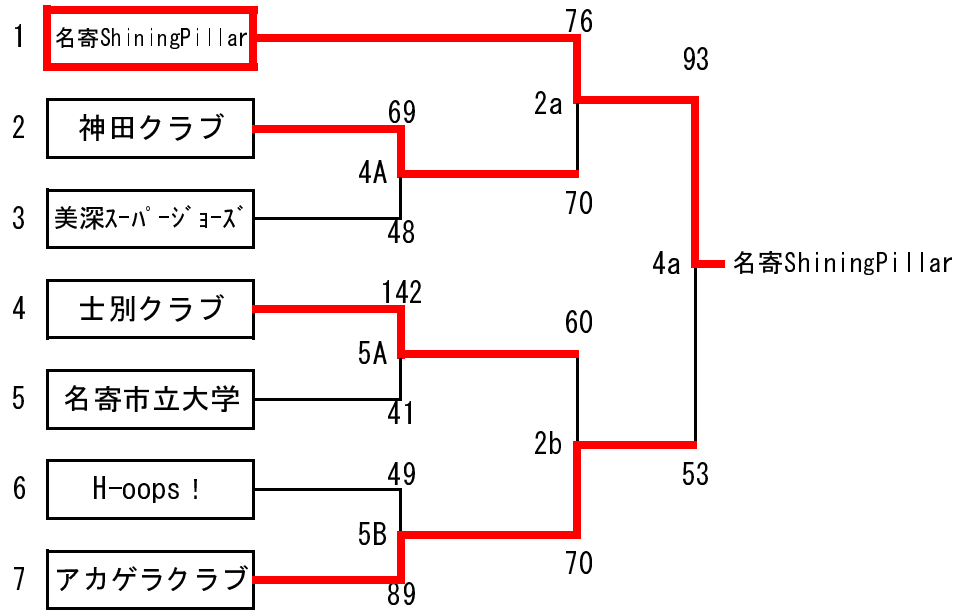 76
1 名寄ShiningPillar
93
2a
69
2 神田クラブ
4A
70
3 美深ｽｰﾊﾟｰｼﾞｮｰｽﾞ
48
4a 名寄ShiningPillar
142
4 士別クラブ
60
5A
5 名寄市立大学
41
2b
49
53
6 H-oops！
5B
70
7 アカゲラクラブ
89